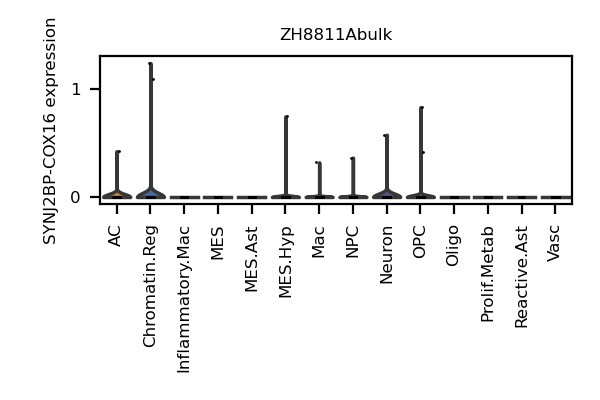 ZH8811Abulk
SYNJ2BP-COX16 expression
1
0
AC
Chromatin.Reg
Inflammatory.Mac
MES
MES.Ast
MES.Hyp
Mac
NPC
Neuron
OPC
Oligo
Prolif.Metab
Reactive.Ast
Vasc